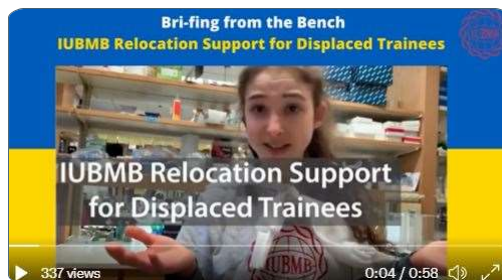 Bri-fing from the Bench
IUBMB Relocation Support for Displaced Trainees
IUBMB
IUBMB Relocation Support
for Displaced Trainees
IUBMB
337 views
0:04 / 0:58